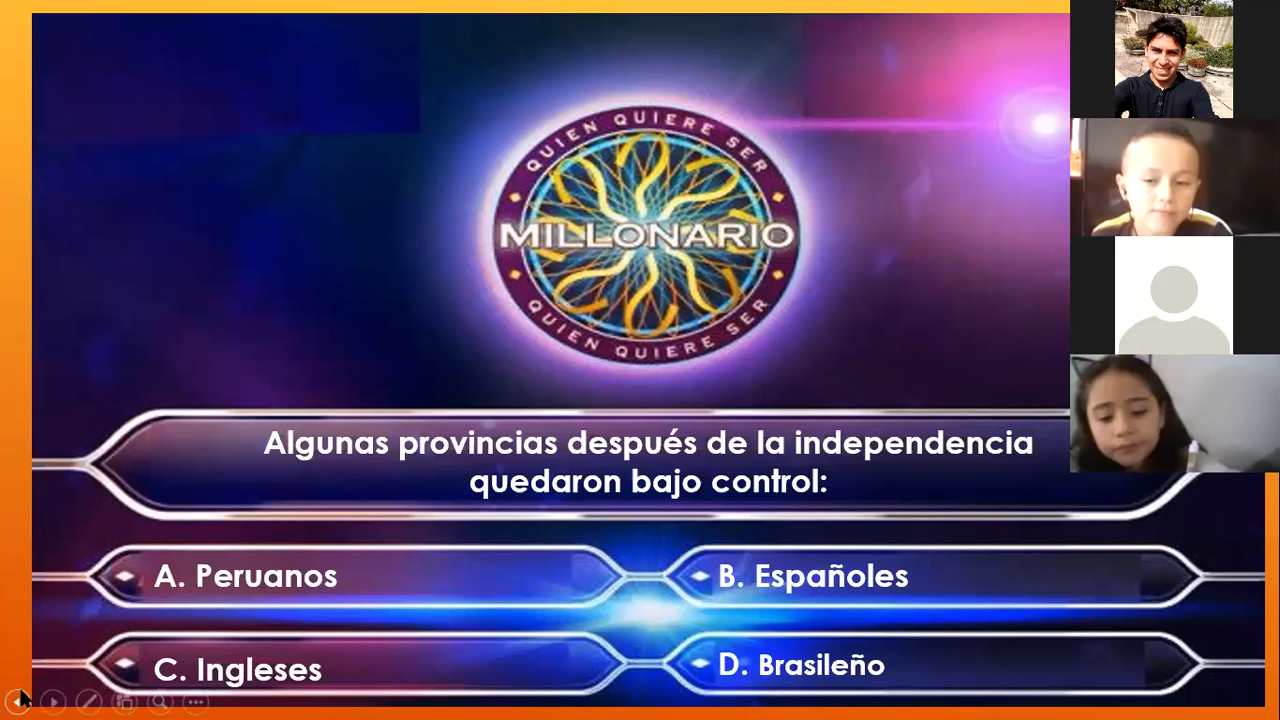 QUIEN QUIERE SER
MILLONARIO
QUIEN QUIERE SER
Algunas provincias después de la independencia
quedaron bajo control:
A. Peruanos
B. Españoles
C. Ingleses
D. Brasileño